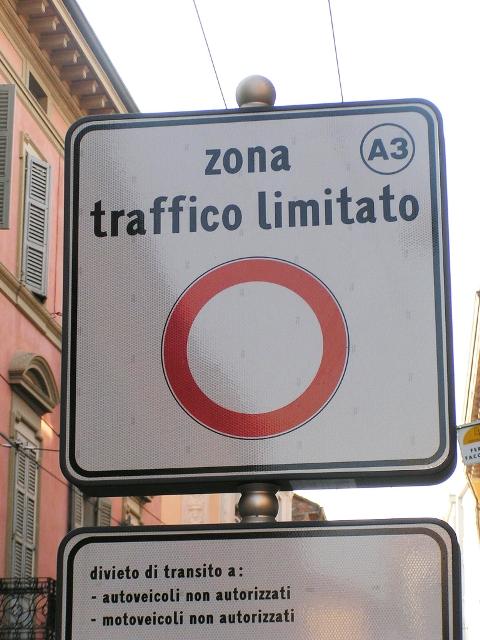 zona
A3
traffico limitato
divieto di transito a:
- autoveicoli non autorizzati
- motoveicoli non autorizzati